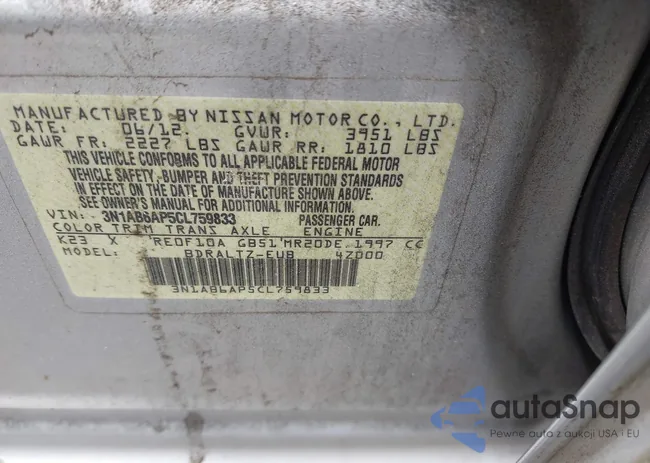 MANUFACTURED BY NISSAN MOTOR CO., LTD.
DATE: 06/12 GVWR: 3951 LBS
GAWR FR: 2227 LBS GAWR RR: 1810 LBS
THIS VEHICLE CONFORMS TO ALL APPLICABLE FEDERAL MOTOR
VEHICLE SAFETY, BUMPER AND THEFT PREVENTION STANDARDS
IN EFFECT ON THE DATE OF MANUFACTURE SHOWN ABOVE.
SEE OWNER'S MANUAL FOR ADDITIONAL INFORMATION
VIN: 3N1AB6AP5CL759833 PASSENGER CAR.
COLOR TRIM TRANS AXLE ENGINE
K23 X RE0F10A GB51 MR20DE 1997 CC
MODEL: BDRALTZ-EUB 4Z000
3N1AB6AP5CL759833
autoSnap
Pewne auta z aukcji USA i EU